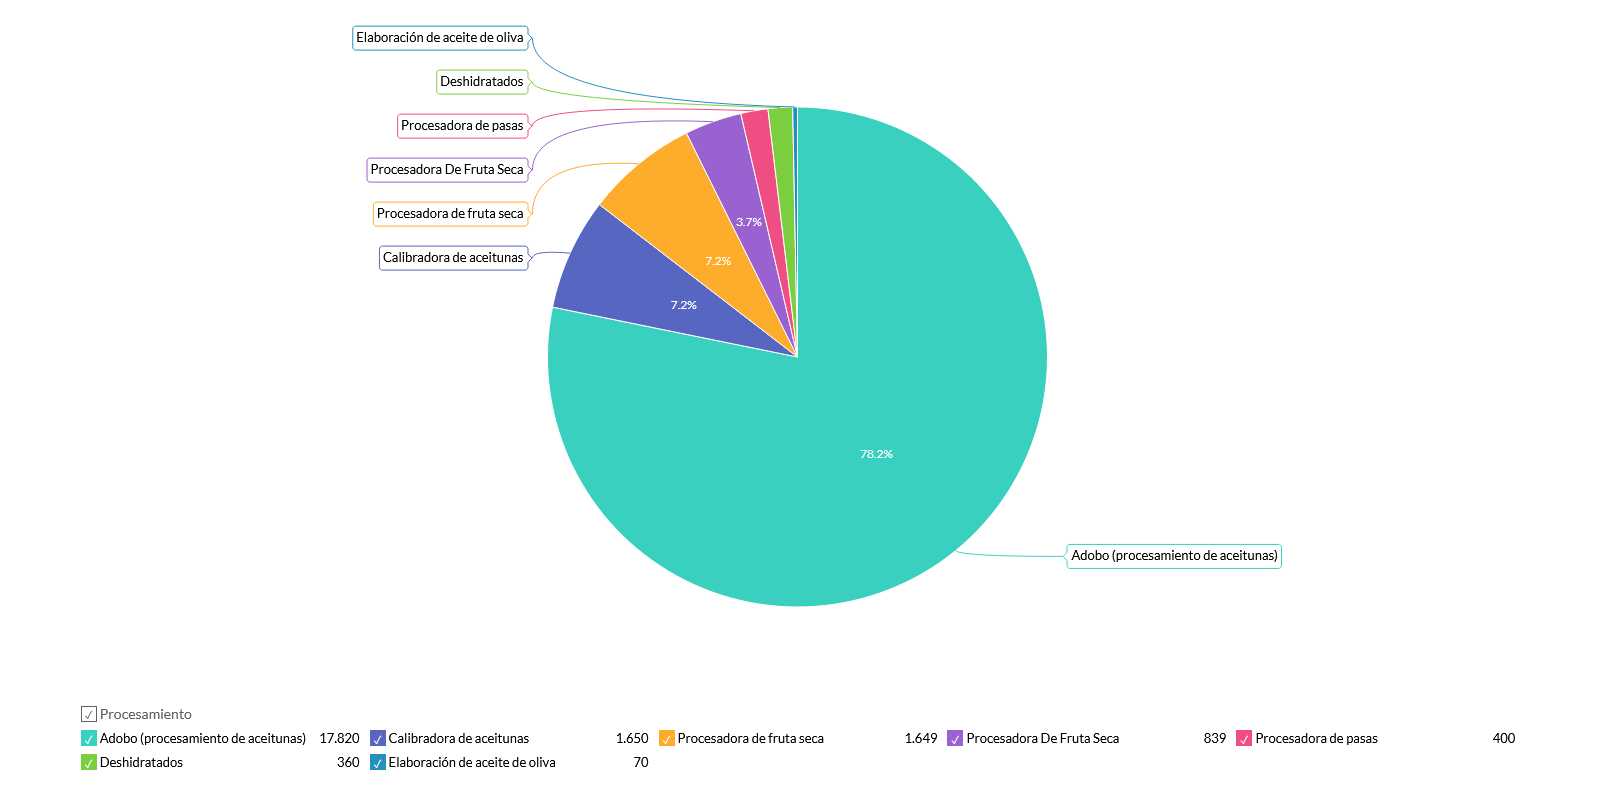 Elaboración de aceite de oliva
Deshidratados
Procesadora de pasas
Procesadora De Fruta Seca
Procesadora de fruta seca
Calibradora de aceitunas
3.7%
7.2%
7.2%
78.2%
Adobo (procesamiento de aceitunas)
Procesamiento
Adobo (procesamiento de aceitunas) 17.820 Calibradora de aceitunas 1.650 Procesadora de fruta seca 1.649 Procesadora De Fruta Seca 839 Procesadora de pasas 400
Deshidratados 360 Elaboración de aceite de oliva 70